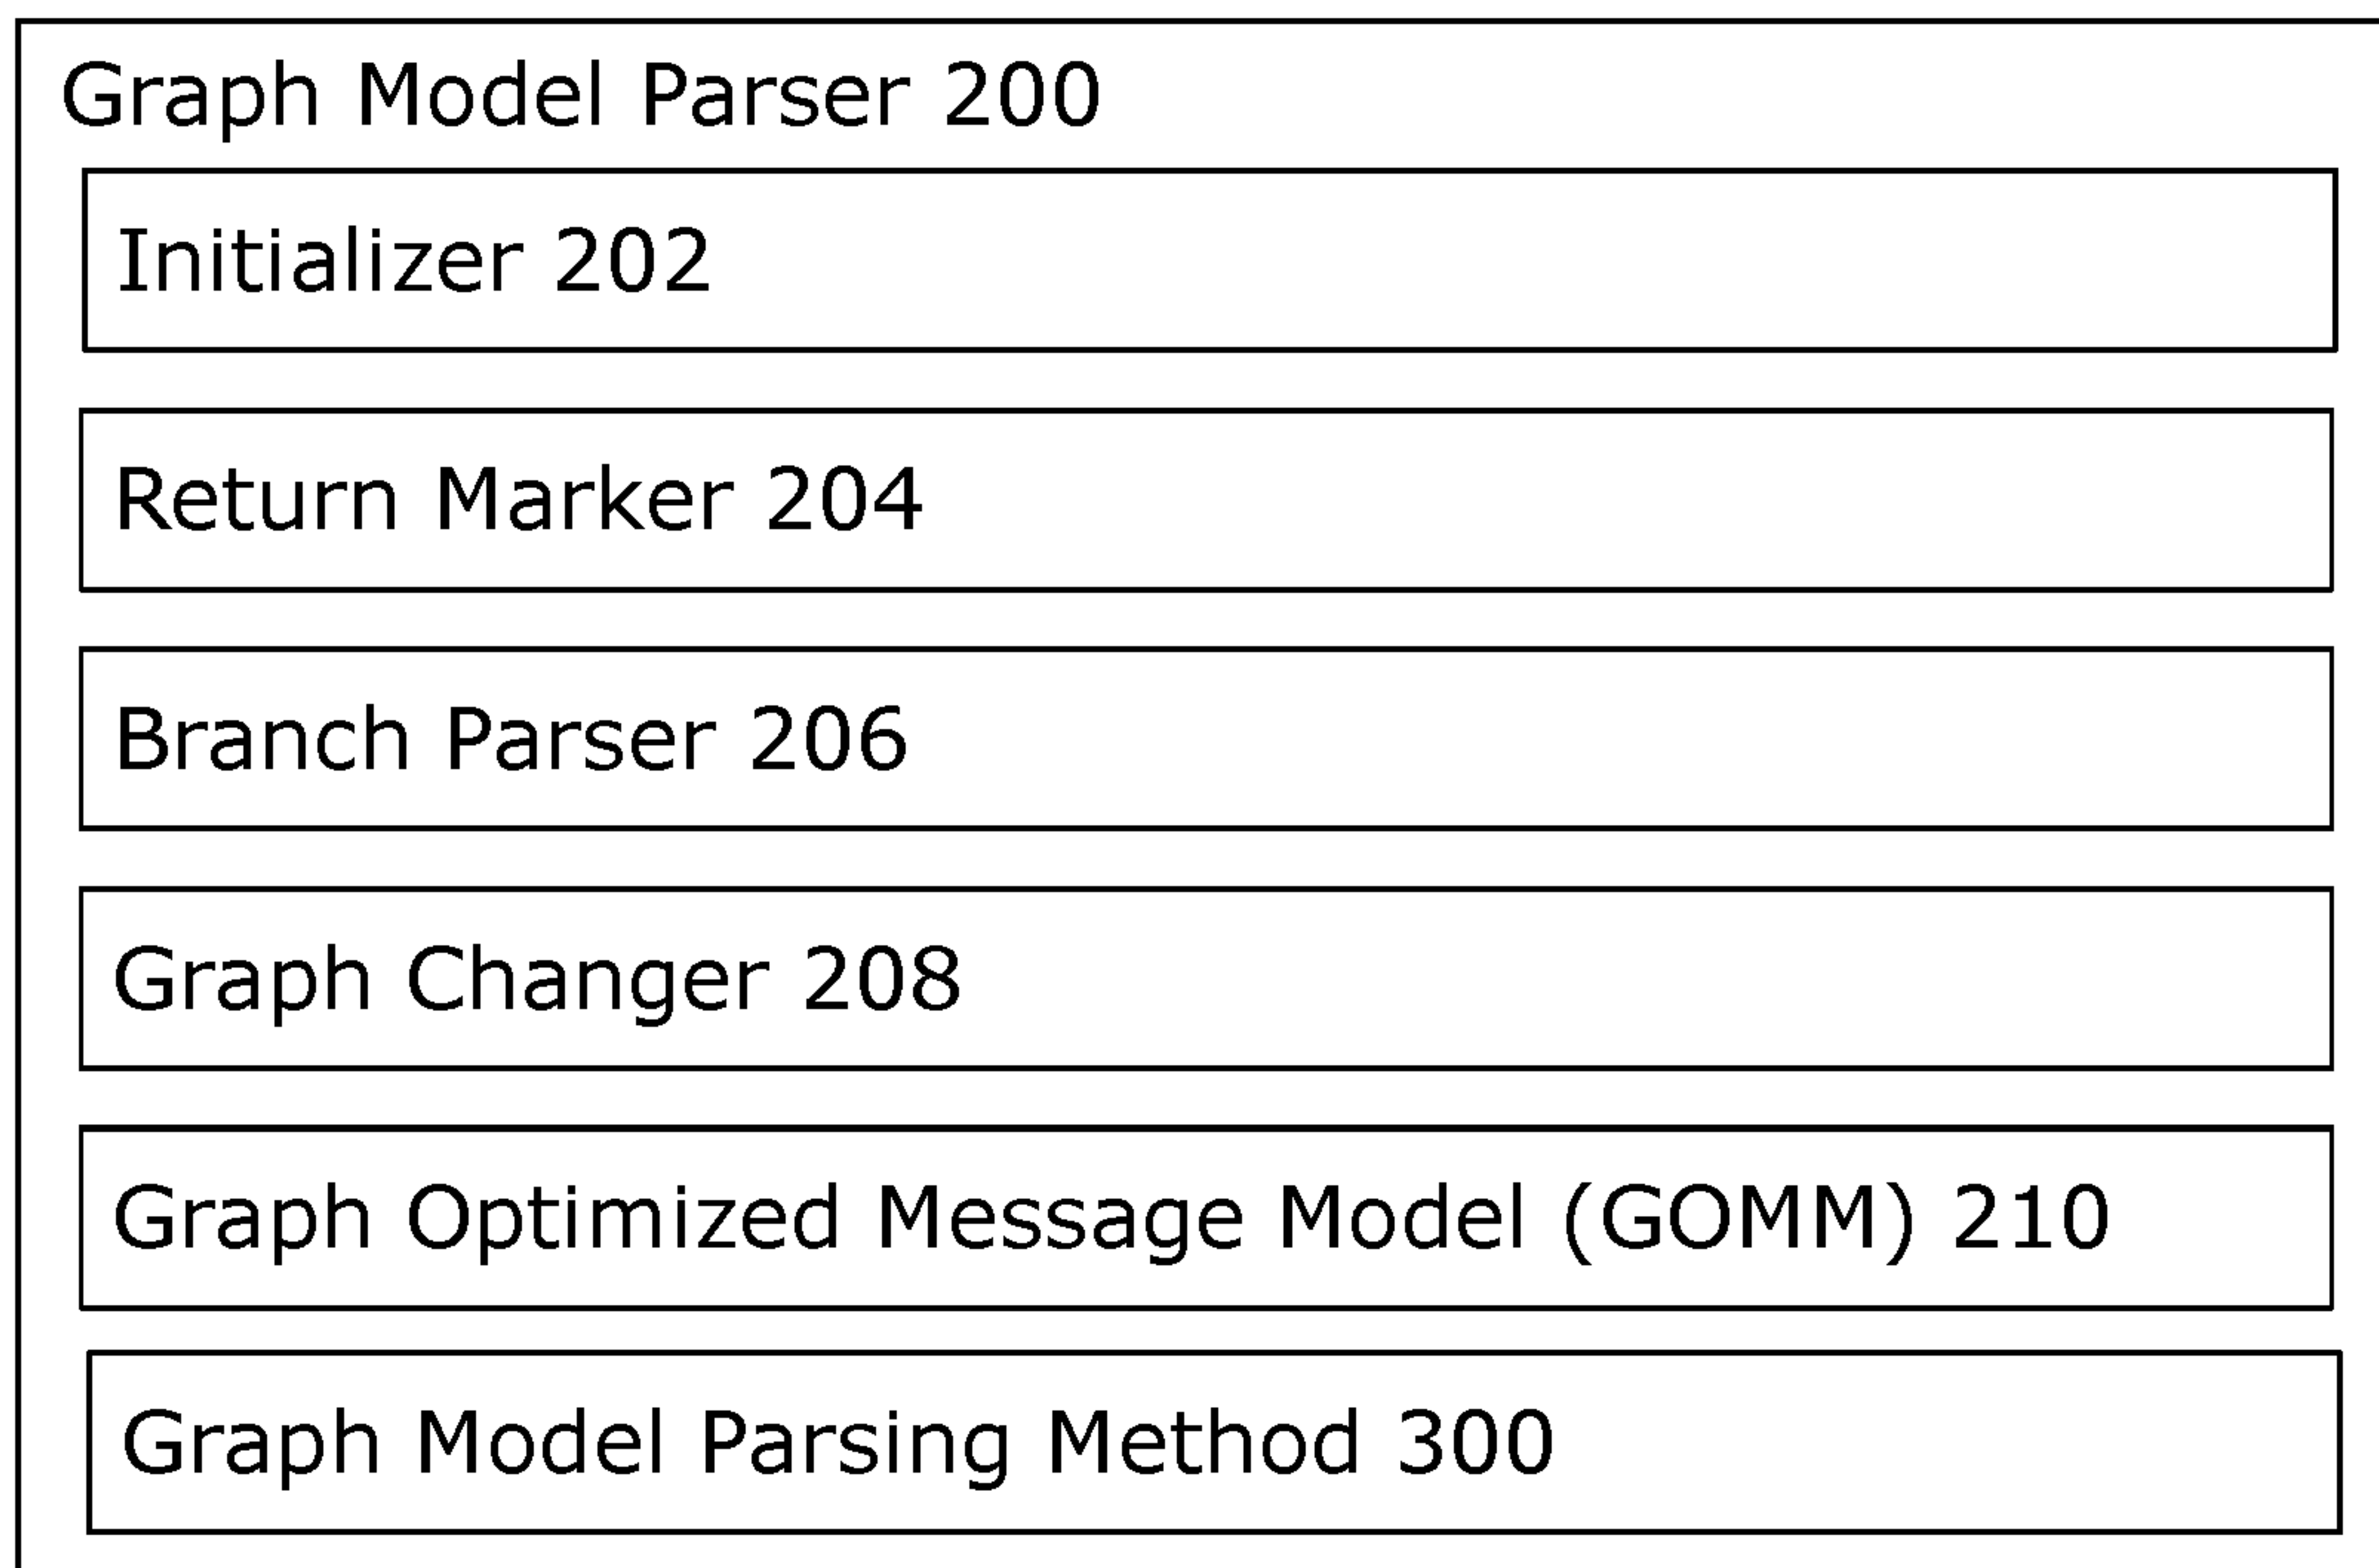 Graph Model Parser 200
Initializer 202
Return Marker 204
Branch Parser 206
Graph Changer 208
Graph Optimized Message Model (GOMM) 210
Graph Model Parsing Method 300